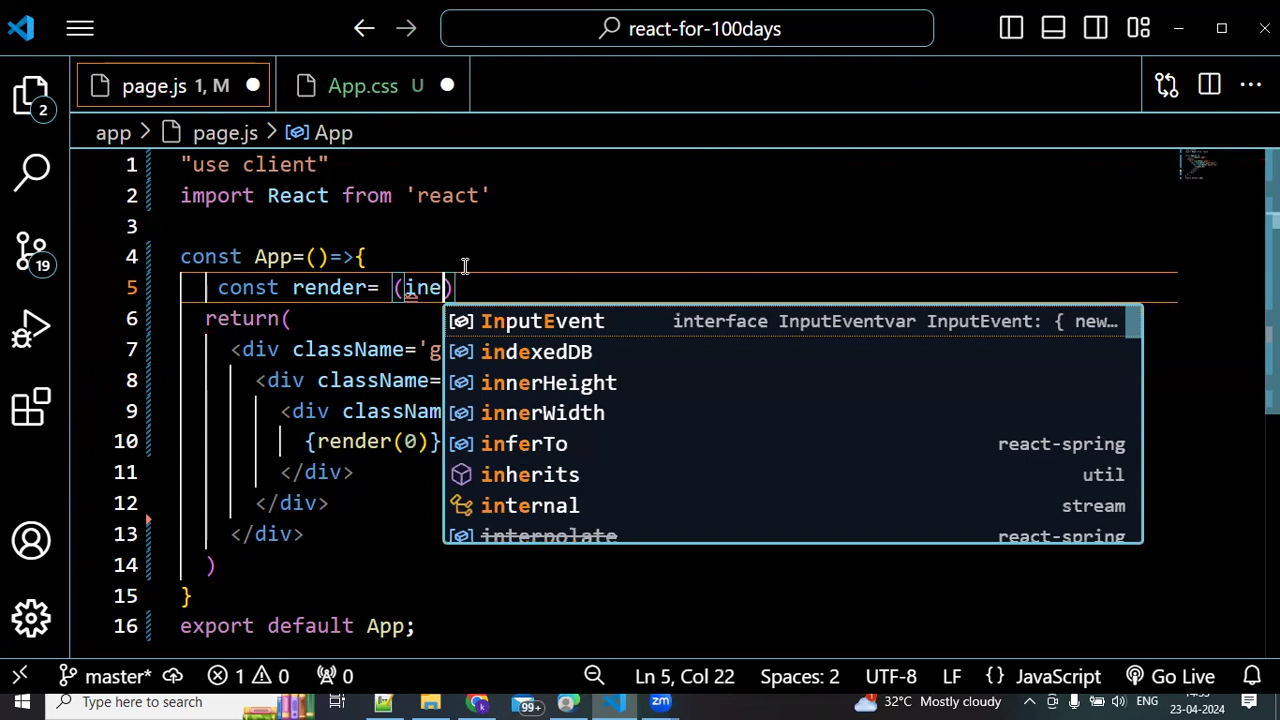 react-for-100days
page.js 1, M
App.css U
app > page.js > App
1 "use client"
2 import React from 'react'
3
4 const App=()=>{
5 const render= (ine)
6 return(
7 <div className='g
8 <div className=
9 <div classNam
10 {render(0)}
11 </div>
12 </div>
13 </div>
14 )
15 }
16 export default App;
InputEvent interface InputEventvar InputEvent: { new…
indexedDB
innerHeight
innerWidth
inferTo react-spring
inherits util
internal stream
interpolate react-spring
2
19
master* 1 0 0 Ln 5, Col 22 Spaces: 2 UTF-8 LF {} JavaScript Go Live
Type here to search 99+ zm 32°C Mostly cloudy ENG
23-04-2024